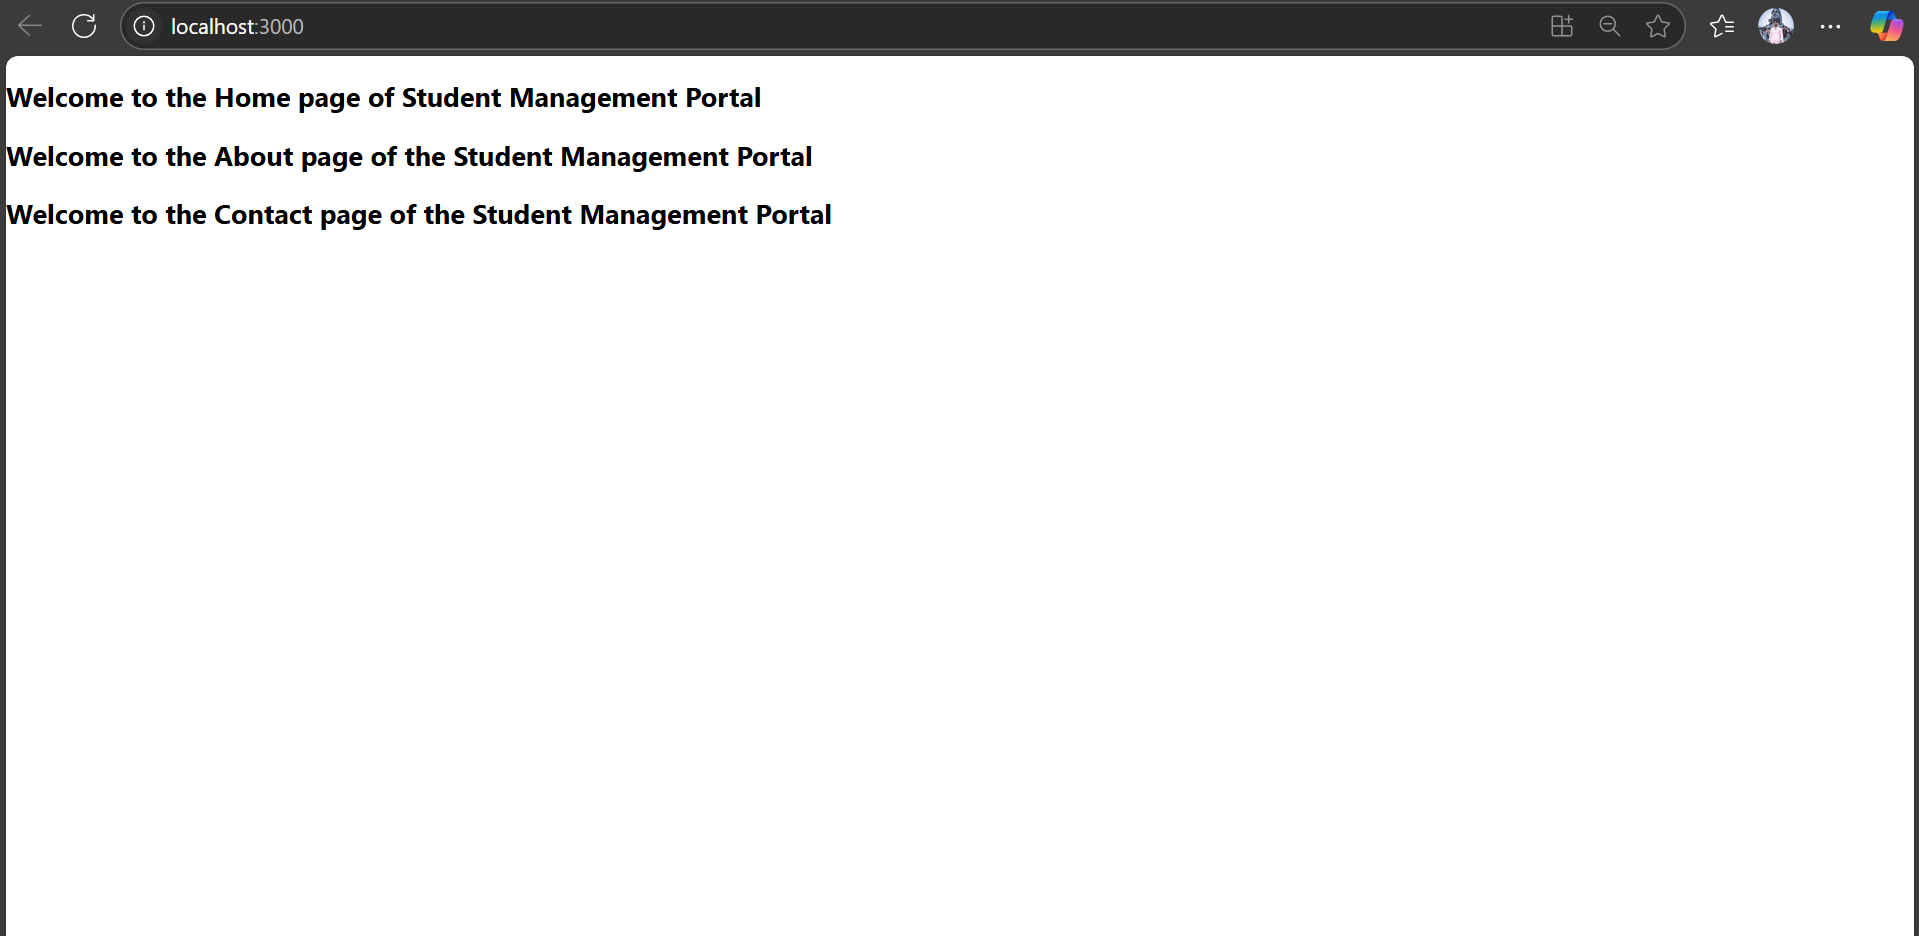 localhost:3000
Welcome to the Home page of Student Management Portal
Welcome to the About page of the Student Management Portal
Welcome to the Contact page of the Student Management Portal